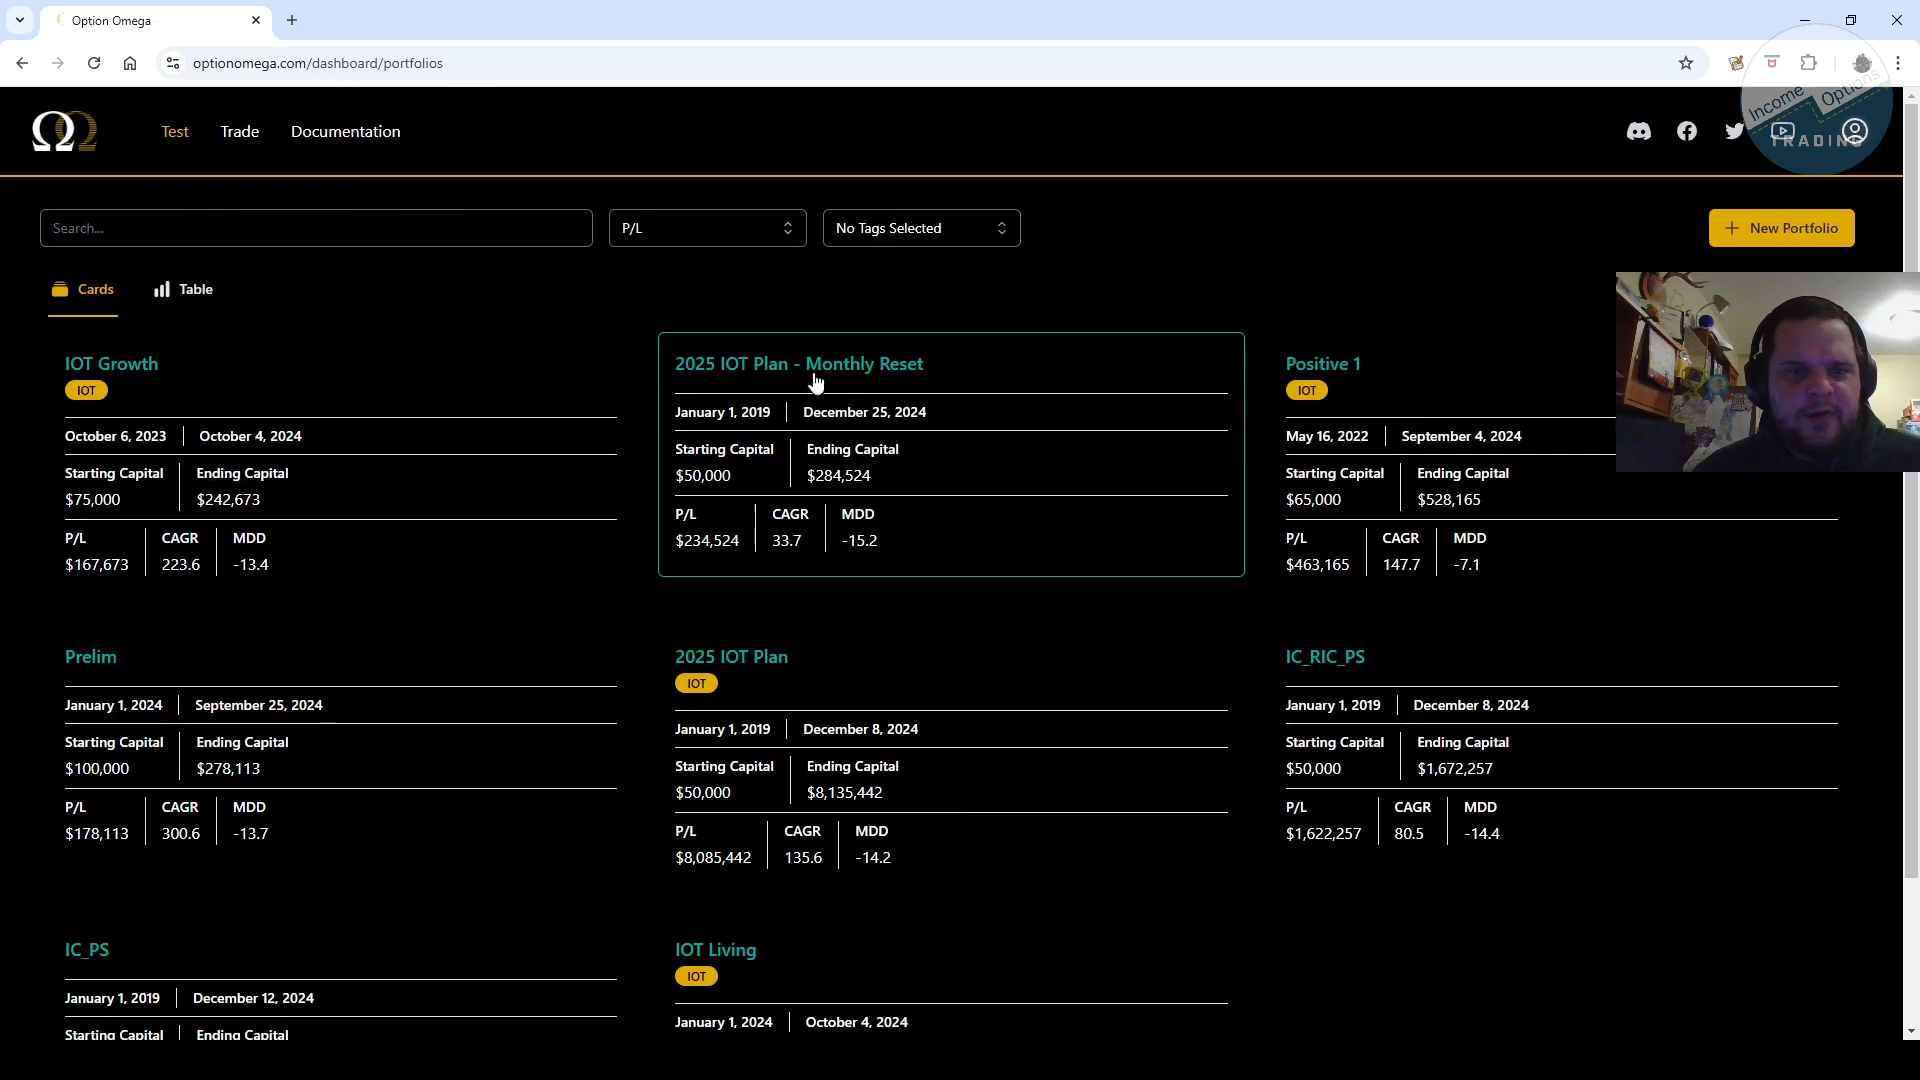 Option Omega
optionomega.com/dashboard/portfolios
Income Options
TRADING
Test Trade Documentation
Search... P/L No Tags Selected New Portfolio
Cards Table
IOT Growth
IOT
October 6, 2023 October 4, 2024
Starting Capital Ending Capital
$75,000 $242,673
P/L CAGR MDD
$167,673 223.6 -13.4
2025 IOT Plan - Monthly Reset
January 1, 2019 December 25, 2024
Starting Capital Ending Capital
$50,000 $284,524
P/L CAGR MDD
$234,524 33.7 -15.2
Positive 1
IOT
May 16, 2022 September 4, 2024
Starting Capital Ending Capital
$65,000 $528,165
P/L CAGR MDD
$463,165 147.7 -7.1
Prelim
January 1, 2024 September 25, 2024
Starting Capital Ending Capital
$100,000 $278,113
P/L CAGR MDD
$178,113 300.6 -13.7
2025 IOT Plan
IOT
January 1, 2019 December 8, 2024
Starting Capital Ending Capital
$50,000 $8,135,442
P/L CAGR MDD
$8,085,442 135.6 -14.2
IC_RIC_PS
January 1, 2019 December 8, 2024
Starting Capital Ending Capital
$50,000 $1,672,257
P/L CAGR MDD
$1,622,257 80.5 -14.4
IC_PS
January 1, 2019 December 12, 2024
Starting Capital Ending Capital
IOT Living
IOT
January 1, 2024 October 4, 2024